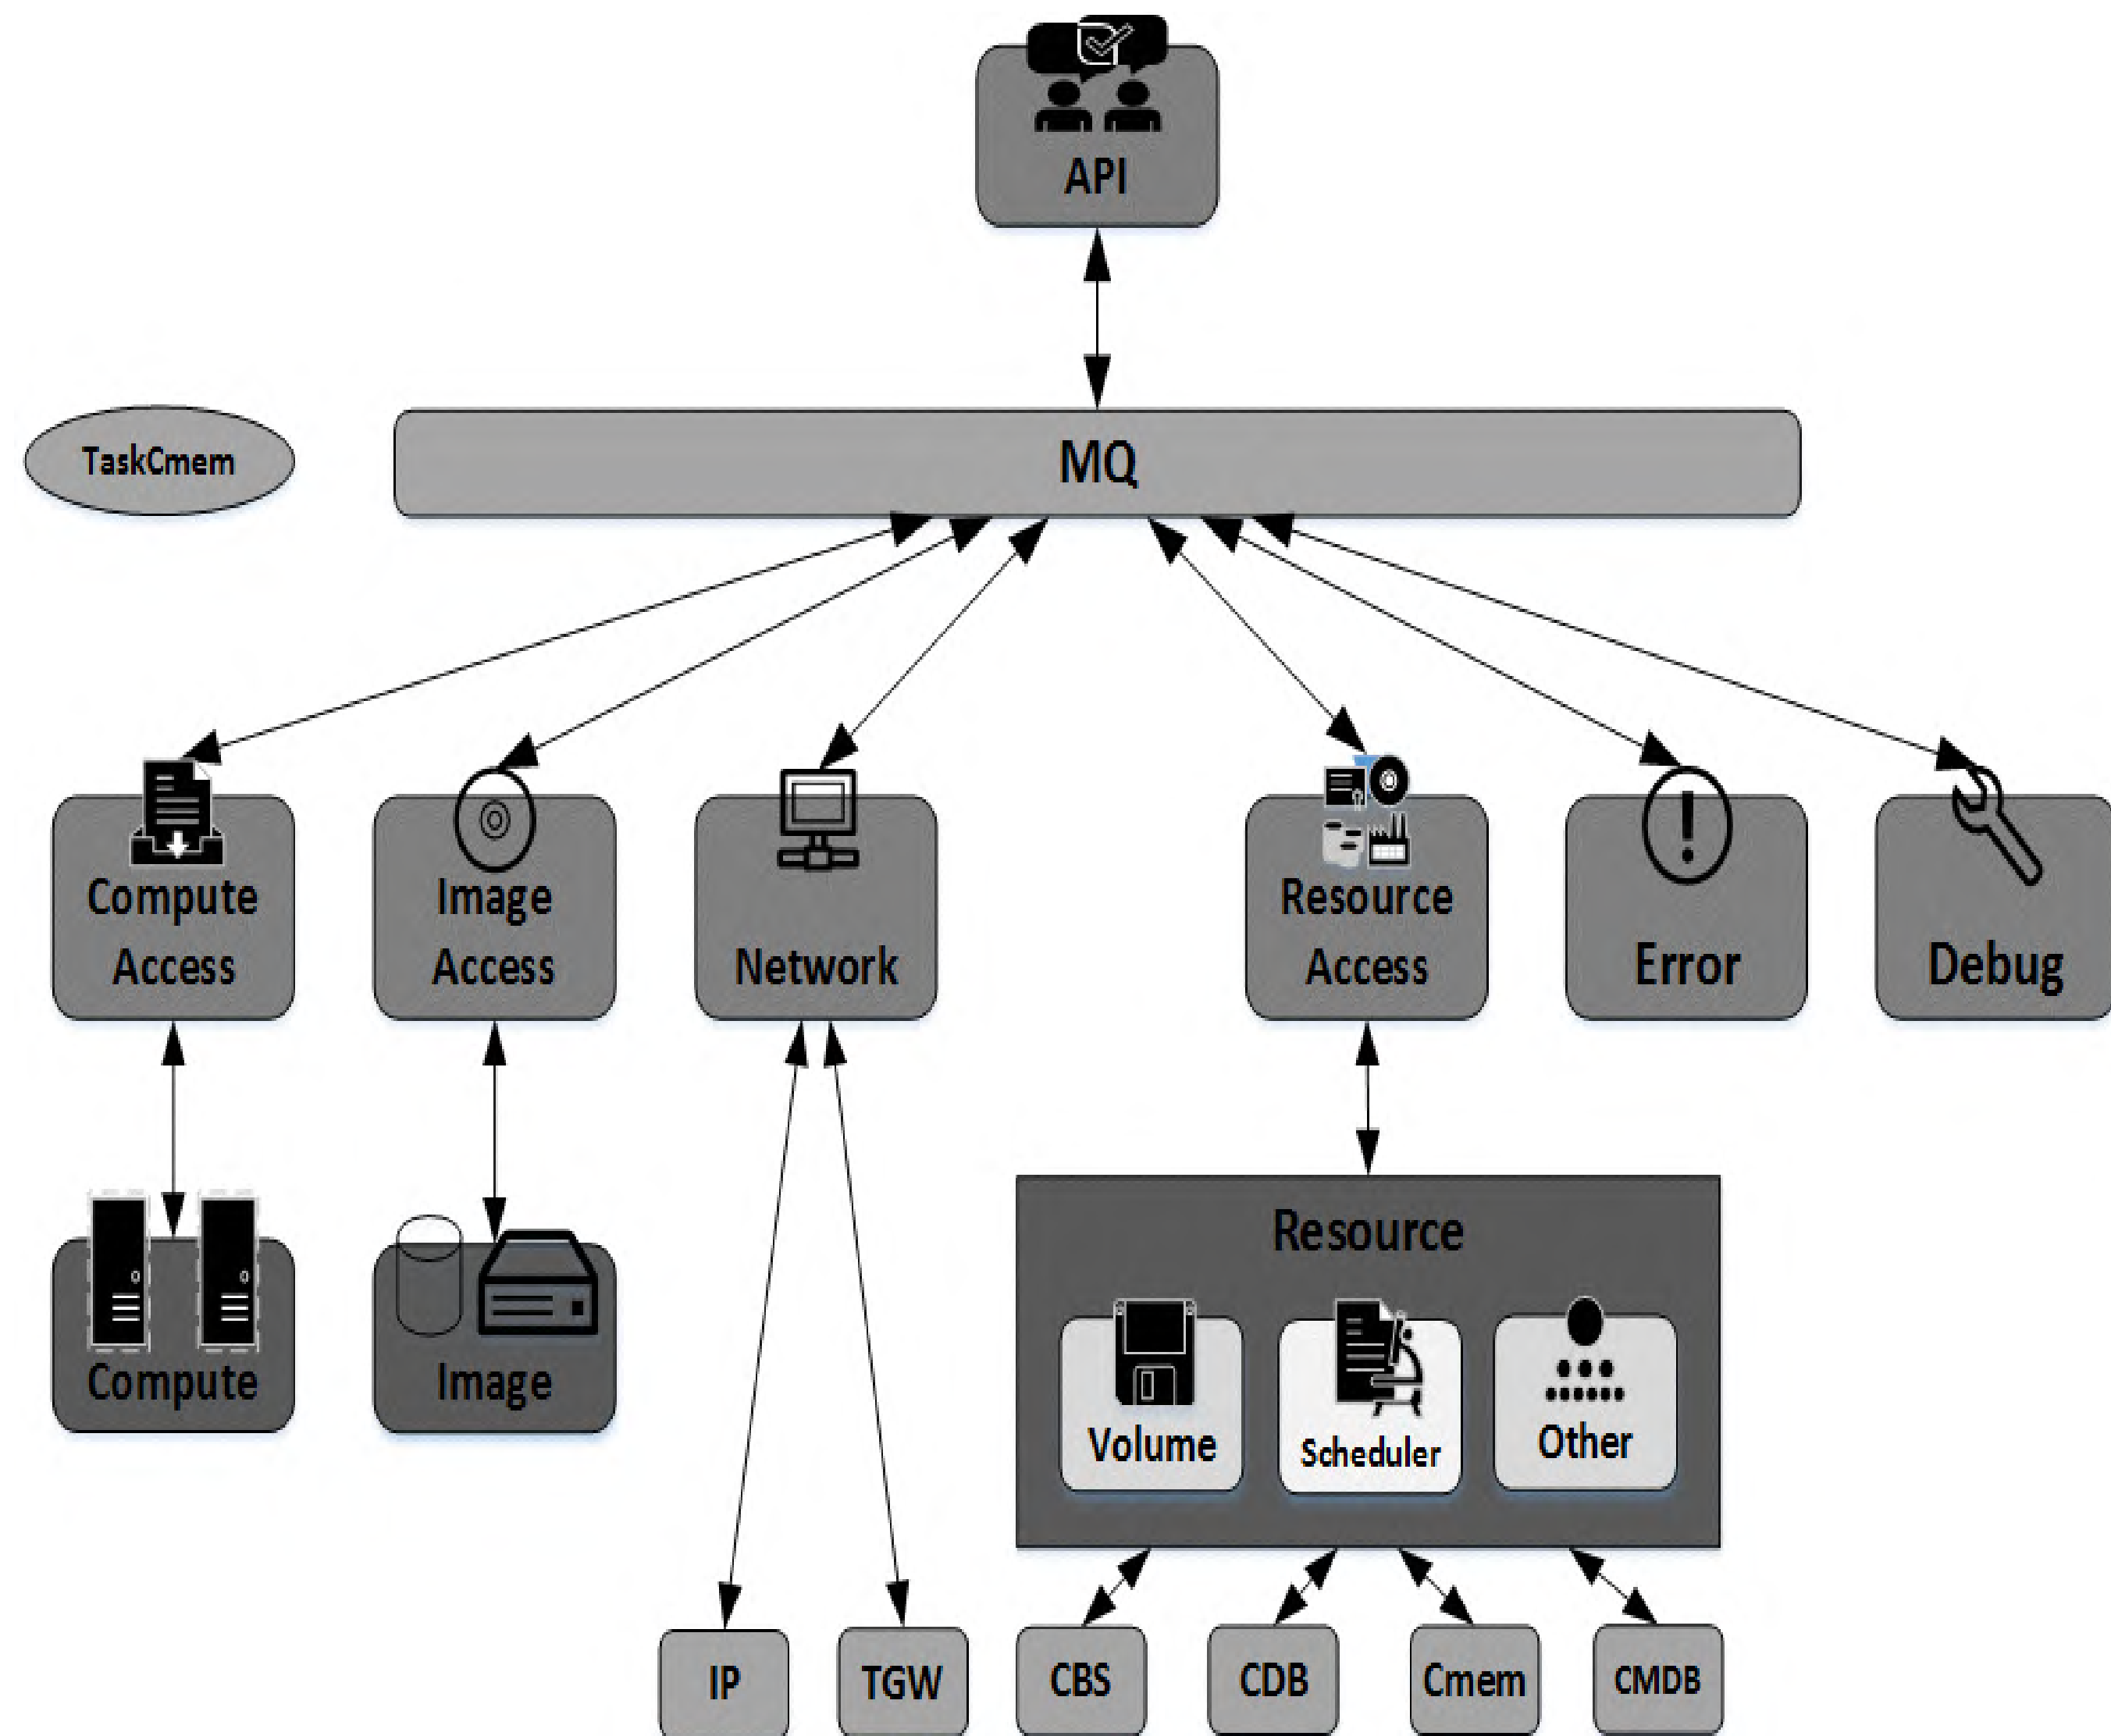 API
TaskCmem
MQ
Compute
Access
Image
Access
Network
Resource
Access
Error
Debug
Compute
Image
Resource
Volume
Scheduler
Other
IP
TGW
CBS
CDB
Cmem
CMDB